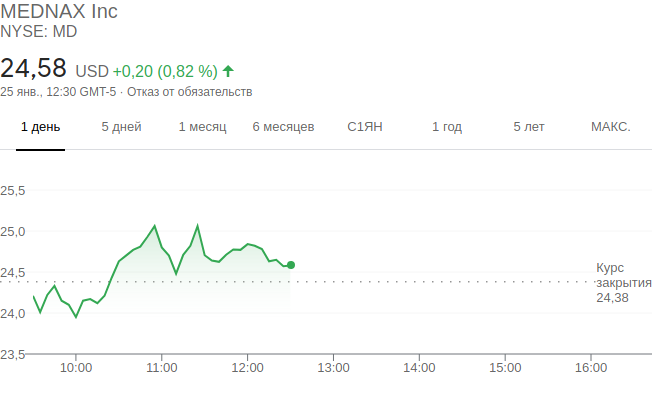 MEDNAX Inc
NYSE: MD
24,58 USD +0,20 (0,82 %)
25 янв., 12:30 GMT-5 · Отказ от обязательств
1 день 5 дней 1 месяц 6 месяцев С1ЯН 1 год 5 лет МАКС.
25,5
25,0
24,5
Курс
закрытия
24,38
24,0
23,5
10:00 11:00 12:00 13:00 14:00 15:00 16:00